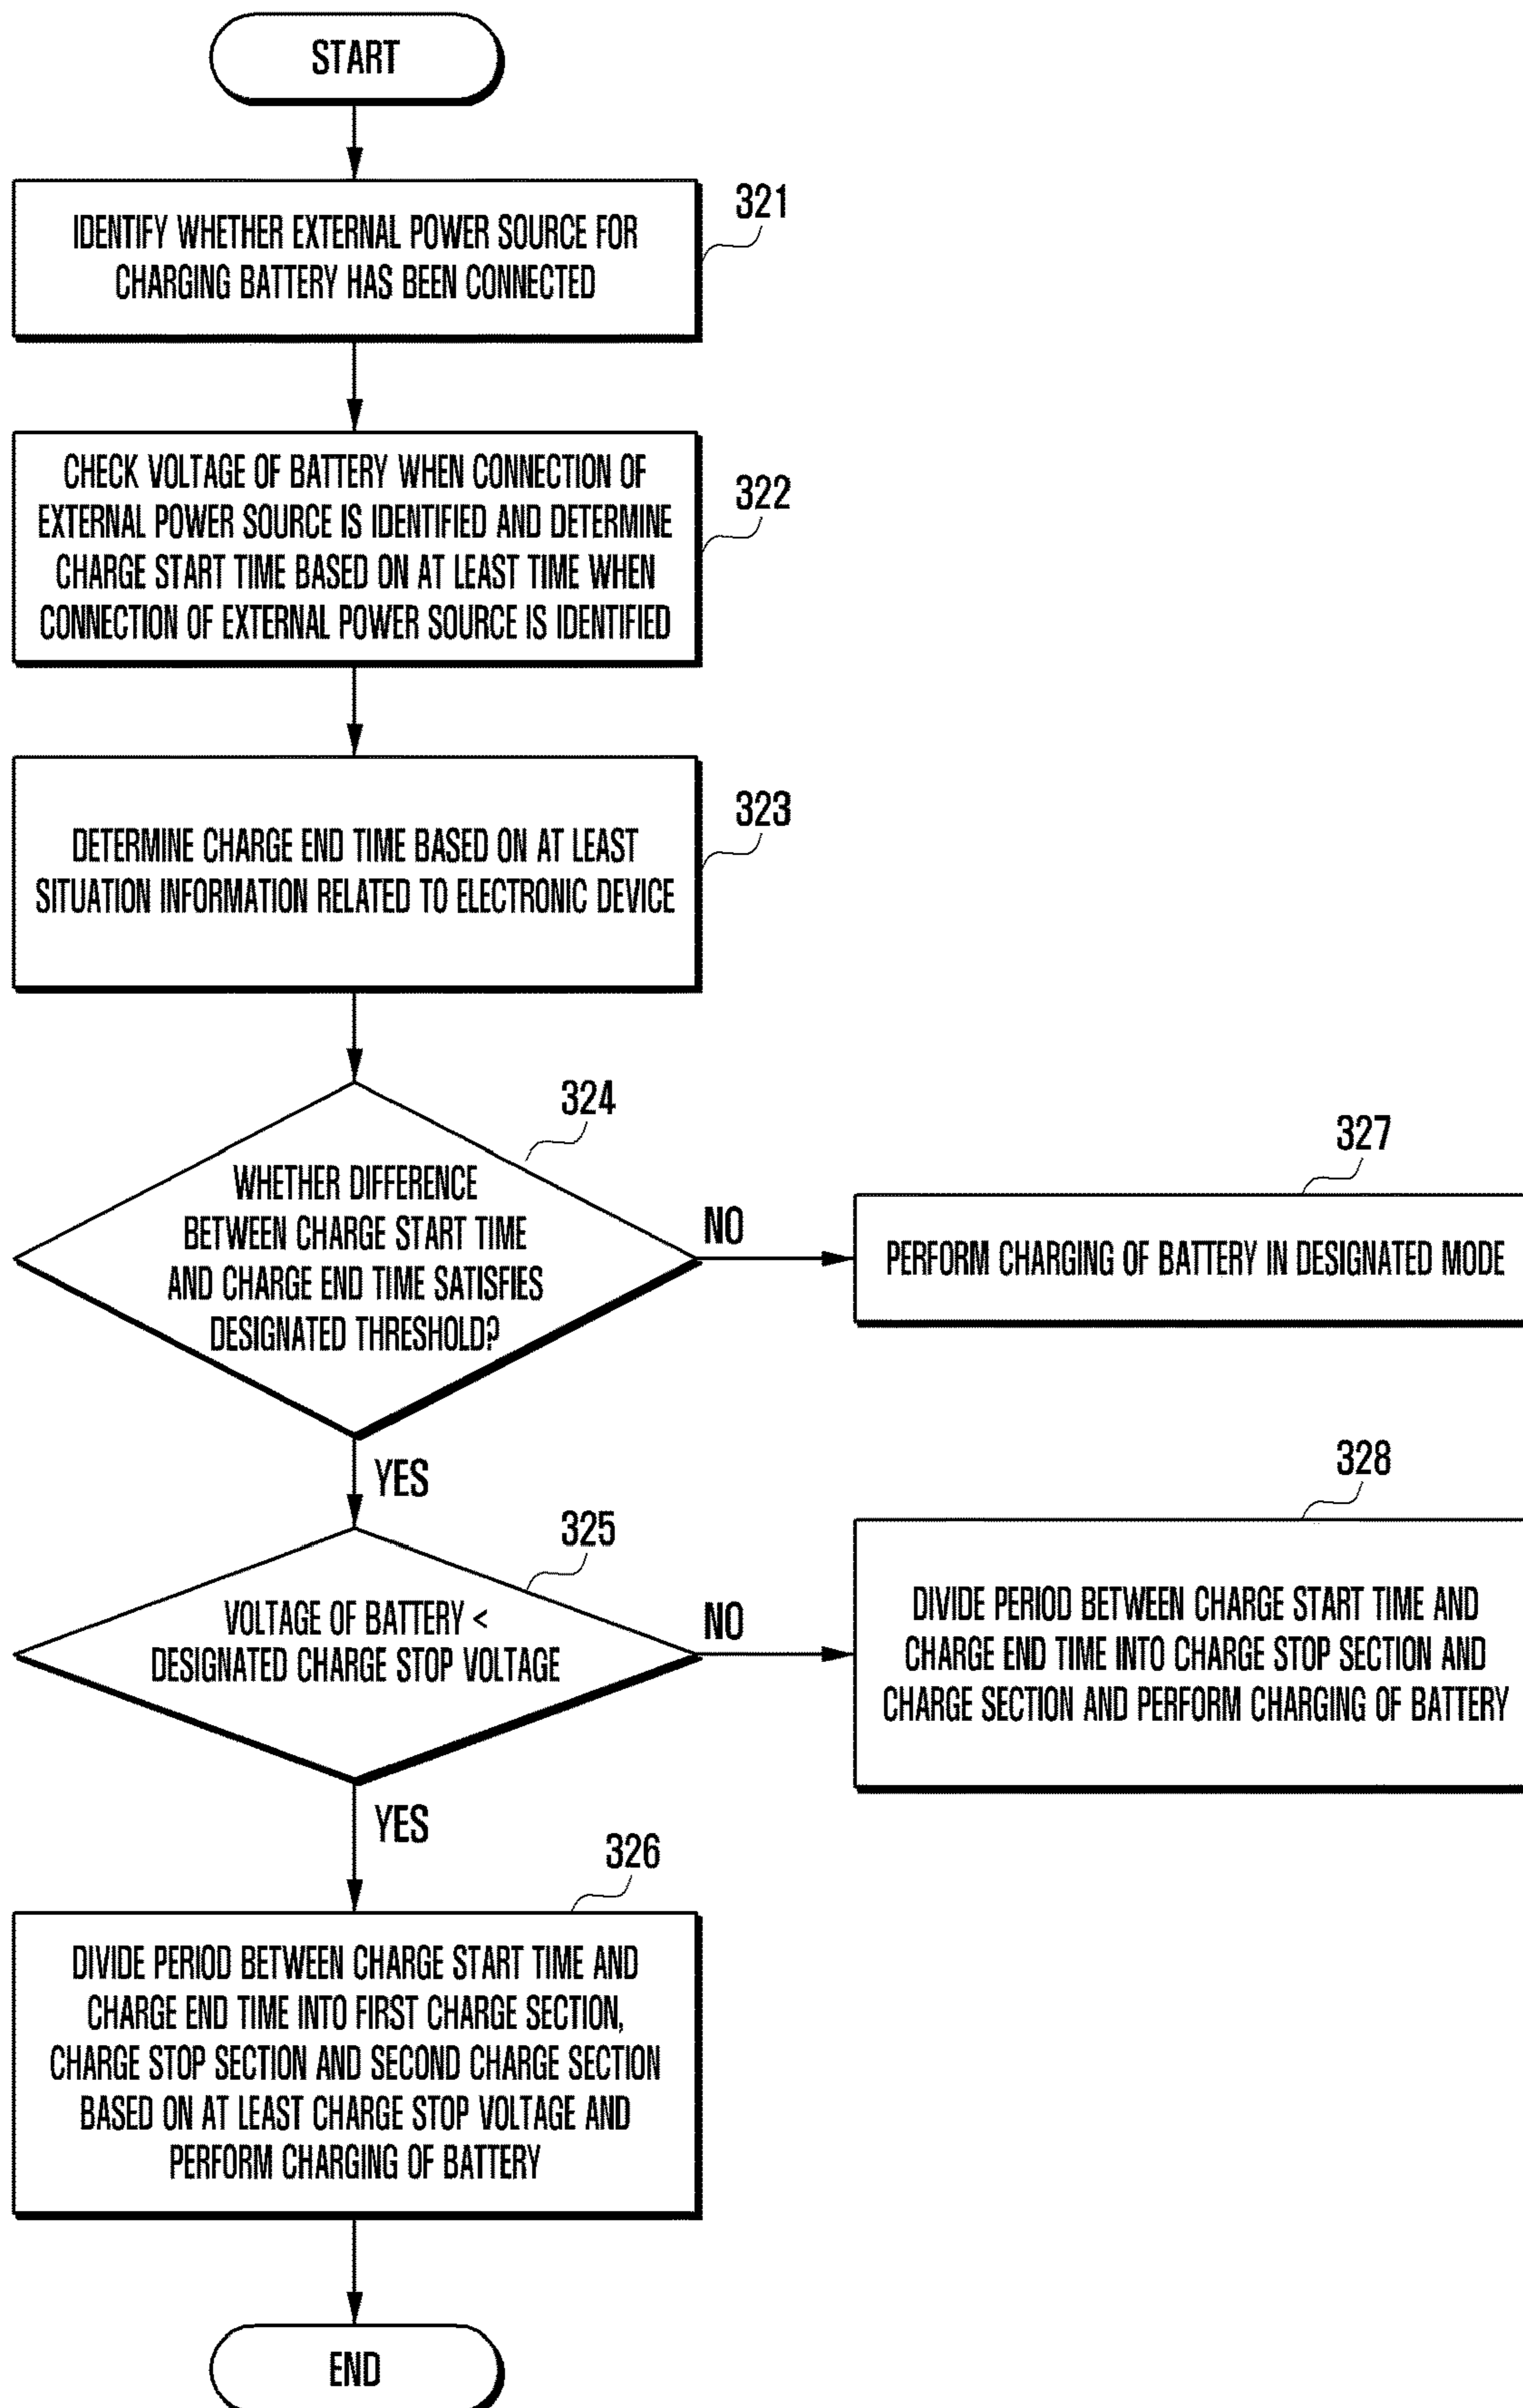 START
321
IDENTIFY WHETHER EXTERNAL POWER SOURCE FOR
CHARGING BATTERY HAS BEEN CONNECTED
322
CHECK VOLTAGE OF BATTERY WHEN CONNECTION OF
EXTERNAL POWER SOURCE IS IDENTIFIED AND DETERMINE
CHARGE START TIME BASED ON AT LEAST TIME WHEN
CONNECTION OF EXTERNAL POWER SOURCE IS IDENTIFIED
323
DETERMINE CHARGE END TIME BASED ON AT LEAST
SITUATION INFORMATION RELATED TO ELECTRONIC DEVICE
324
WHETHER DIFFERENCE
BETWEEN CHARGE START TIME
AND CHARGE END TIME SATISFIES
DESIGNATED THRESHOLD?
NO
327
PERFORM CHARGING OF BATTERY IN DESIGNATED MODE
YES
325
VOLTAGE OF BATTERY <
DESIGNATED CHARGE STOP VOLTAGE
NO
328
DIVIDE PERIOD BETWEEN CHARGE START TIME AND
CHARGE END TIME INTO CHARGE STOP SECTION AND
CHARGE SECTION AND PERFORM CHARGING OF BATTERY
YES
326
DIVIDE PERIOD BETWEEN CHARGE START TIME AND
CHARGE END TIME INTO FIRST CHARGE SECTION,
CHARGE STOP SECTION AND SECOND CHARGE SECTION
BASED ON AT LEAST CHARGE STOP VOLTAGE AND
PERFORM CHARGING OF BATTERY
END